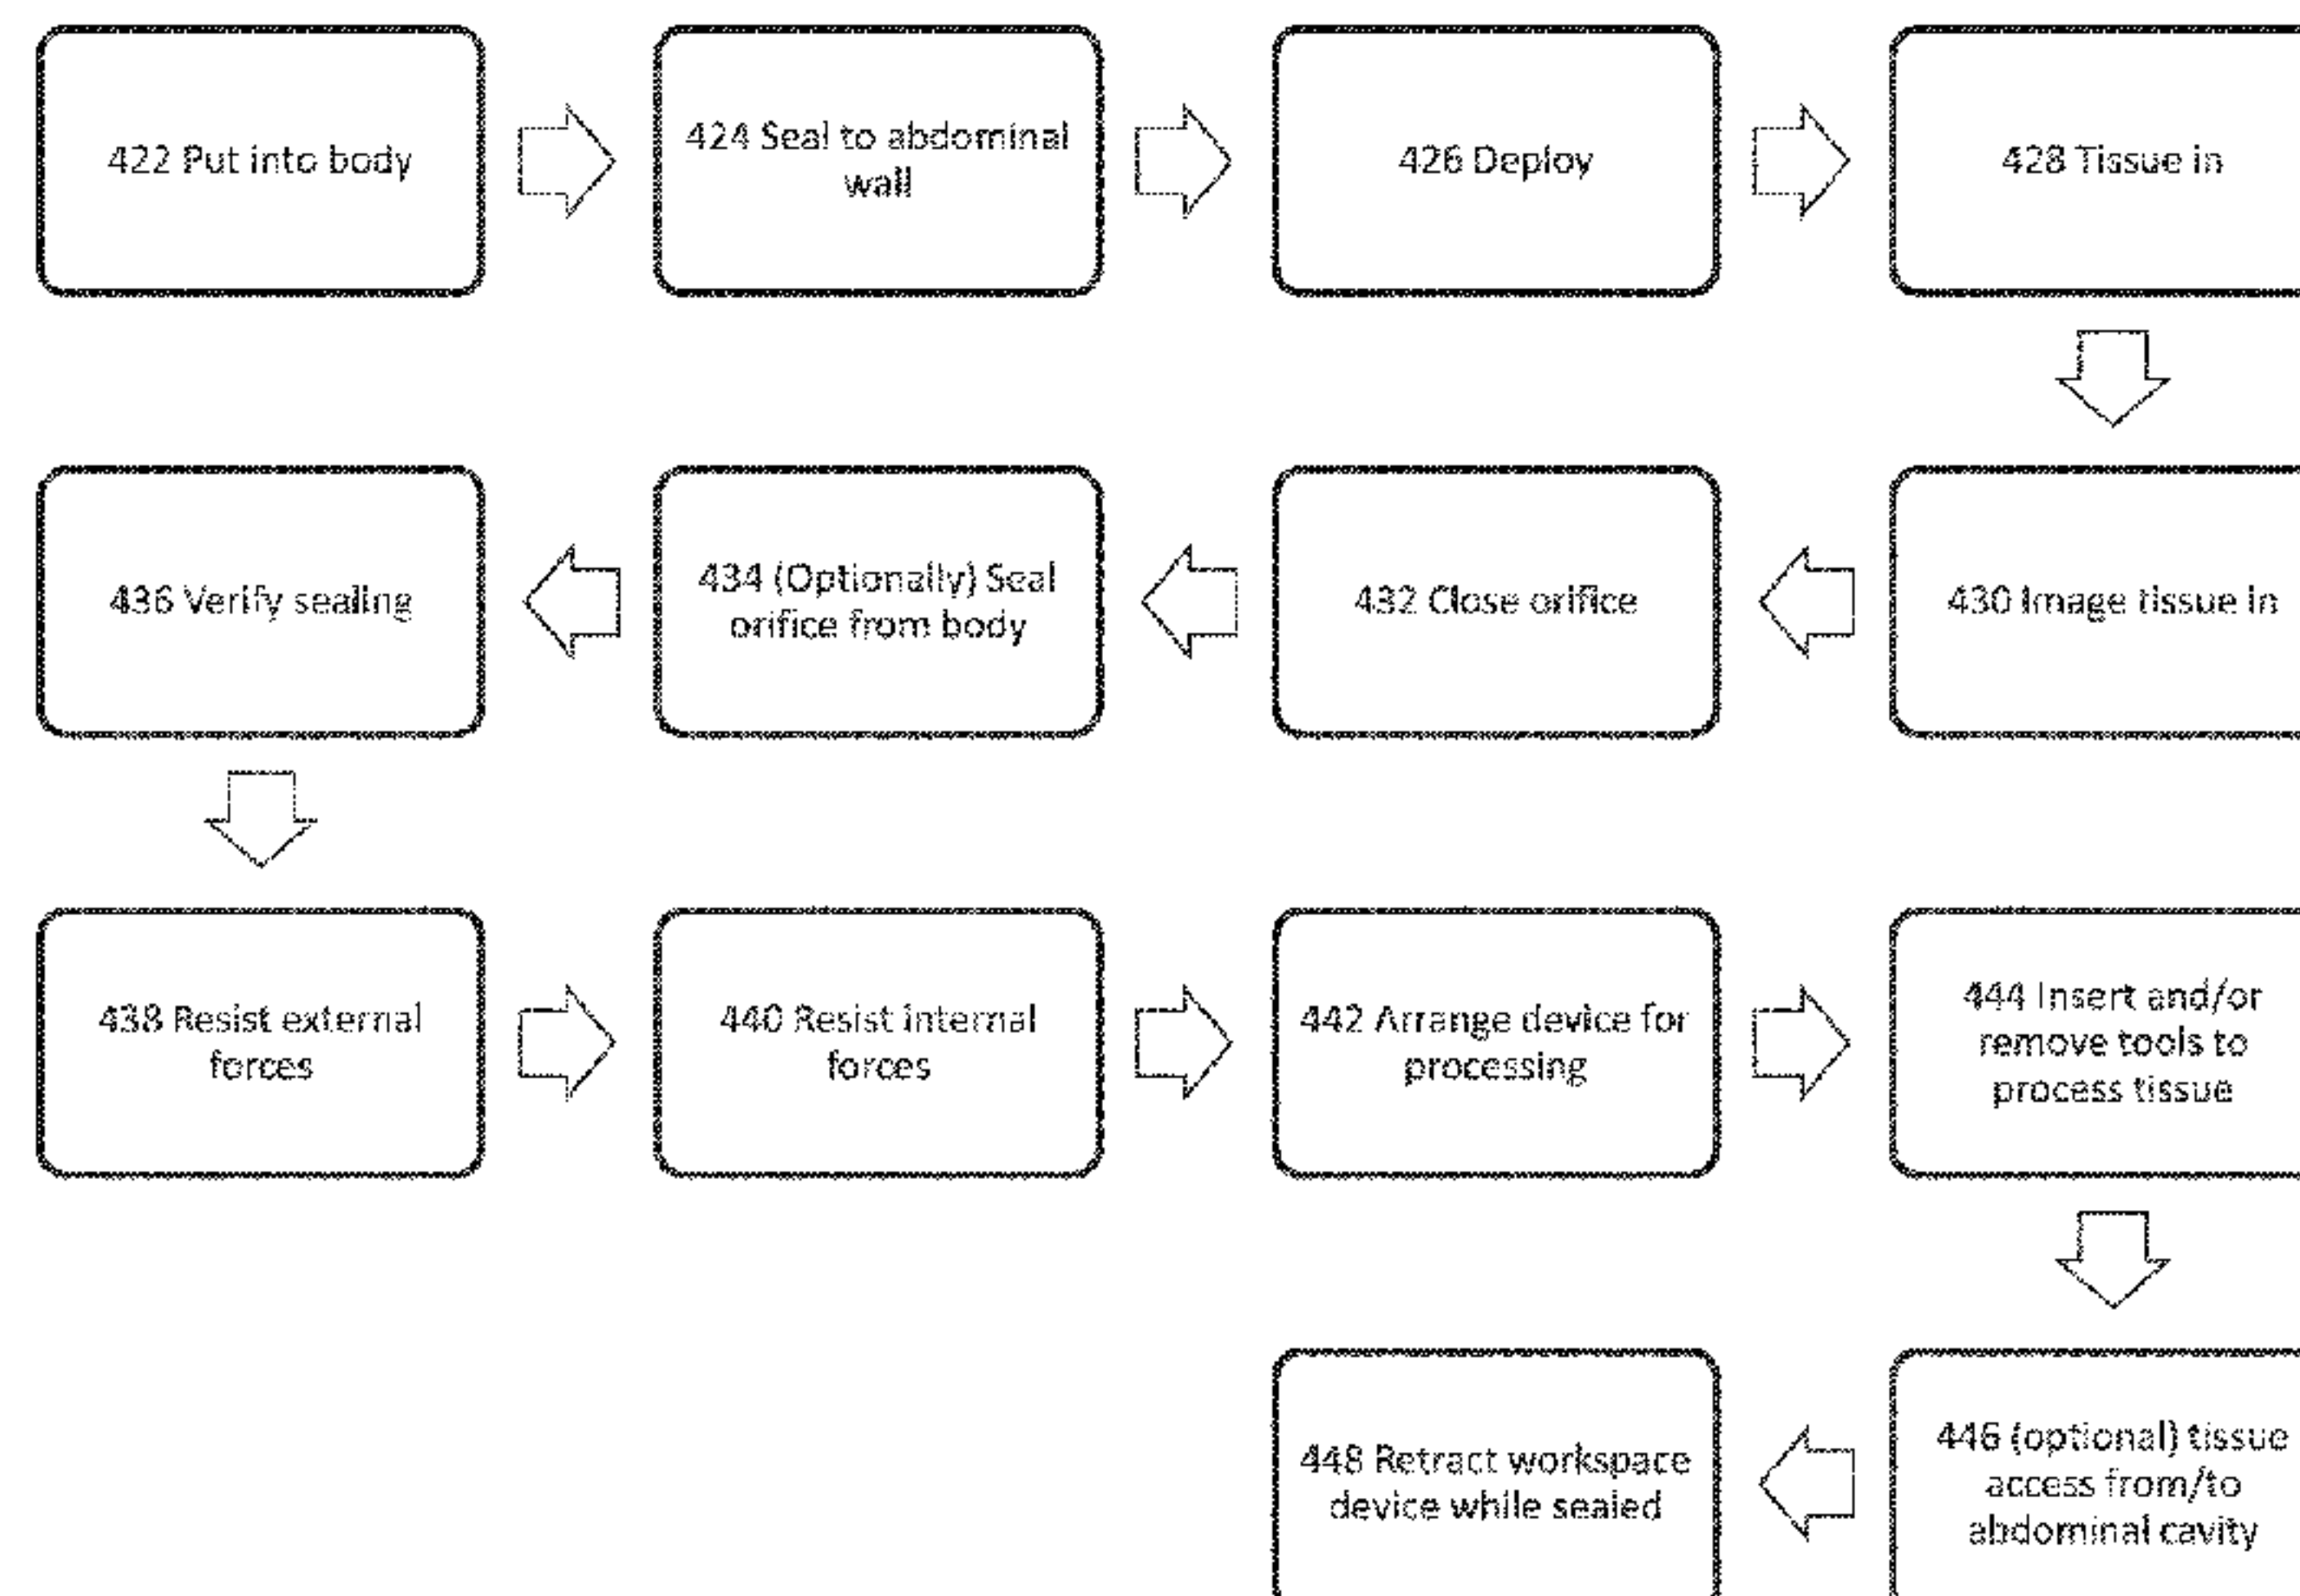 422 Put into body
424 Seal to abdominal
wall
426 Deploy
428 Tissue in
430 Image tissue in
432 Close orifice
434 (Optionally) Seal
orifice from body
436 Verify sealing
438 Resist external
forces
440 Resist internal
forces
442 Arrange device for
processing
444 Insert and/or
remove tools to
process tissue
446 (optional) tissue
access from/to
abdominal cavity
448 Retract workspace
device while sealed